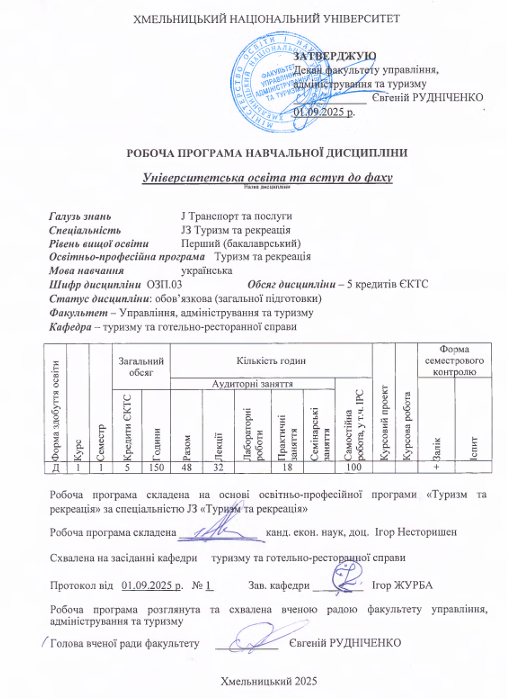 ХМЕЛЬНИЦЬКИЙ НАЦІОНАЛЬНИЙ УНІВЕРСИТЕТ
ЗАТВЕРДЖУЮ
Декан факультету управління,
адміністрування та туризму
Євгеній РУДНІЧЕНКО
01.09.2025 р.
ФАКУЛЬТЕТ УПРАВЛІННЯ, АДМІНІСТРУВАННЯ ТА ТУРИЗМУ
РОБОЧА ПРОГРАМА НАВЧАЛЬНОЇ ДИСЦИПЛІНИ
Університетська освіта та вступ до фаху
Назва дисципліни
Галузь знань J Транспорт та послуги
Спеціальність J3 Туризм та рекреація
Рівень вищої освіти Перший (бакалаврський)
Освітньо-професійна програма Туризм та рекреація
Мова навчання українська
Шифр дисципліни ОЗП.03 Обсяг дисципліни – 5 кредитів ЄКТС
Статус дисципліни: обов’язкова (загальної підготовки)
Факультет – Управління, адміністрування та туризму
Кафедра – туризму та готельно-ресторанної справи
Форма здобуття освіти
Курс
Семестр
Загальний обсяг
Кредити ЄКТС
Години
Кількість годин
Аудиторні заняття
Разом
Лекції
Лабораторні роботи
Практичні заняття
Семінарські заняття
Самостійна робота, у т.ч. ІРС
Курсовий проект
Курсова робота
Форма семестрового контролю
Залік
Іспит
Д 1 1 5 150 48 32 18 100 +
Робоча програма складена на основі освітньо-професійної програми «Туризм та
рекреація» за спеціальністю J3 «Туризм та рекреація»
Робоча програма складена канд. екон. наук, доц. Ігор Несторишен
Схвалена на засіданні кафедри туризму та готельно-ресторанної справи
Протокол від 01.09.2025 р. № 1 Зав. кафедри Ігор ЖУРБА
Робоча програма розглянута та схвалена вченою радою факультету управління,
адміністрування та туризму
Голова вченої ради факультету Євгеній РУДНІЧЕНКО
Хмельницький 2025